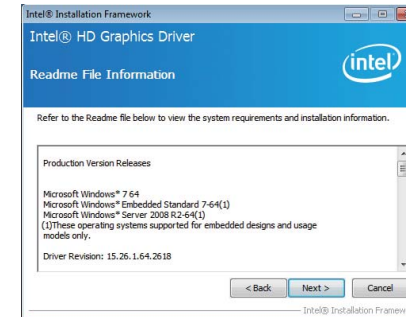 Intel® Installation Framework
Intel® HD Graphics Driver
Readme File Information
intel
Refer to the Readme file below to view the system requirements and installation information.
Production Version Releases
Microsoft Windows* 7 64
Microsoft Windows* Embedded Standard 7-64(1)
Microsoft Windows* Server 2008 R2-64(1)
(1)These operating systems supported for embedded designs and usage
models only.
Driver Revision: 15.26.1.64.2618
< Back Next > Cancel
Intel® Installation Framew